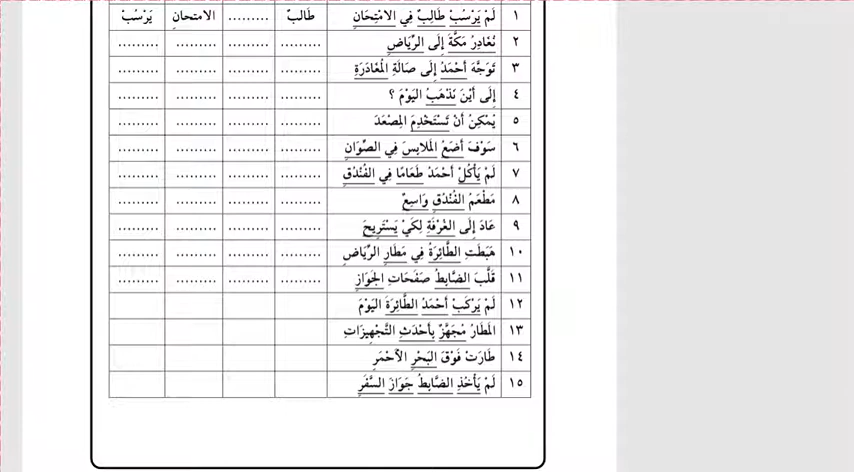 ١ لَمْ يَرْسُبْ طَالِبٌ فِي الامْتِحَانِ طَالبٌ ......... الامتحانِ يَرْسُبْ
٢ نُغَادِرُ مَكَّةَ إِلَى الرِّيَاضِ ......... ......... ......... .........
٣ تَوَجَّهَ أَحْمَدُ إِلَى صَالَةِ الْمُغَادَرَةِ ......... ......... ......... .........
٤ إِلَى أَيْنَ نَذْهَبُ اليَوْمَ ؟ ......... ......... ......... .........
٥ يُمْكِنُ أَنْ تَسْتَخْدِمَ المِصْعَدَ ......... ......... ......... .........
٦ سَوْفَ أَضَعُ المَلابِسَ فِي الصِّوَانِ ......... ......... ......... .........
٧ لَمْ يَأْكُلْ أَحْمَدُ طَعَامًا فِي الفُنْدُقِ ......... ......... ......... .........
٨ مَطْعَمُ الفُنْدُقِ وَاسِعٌ ......... ......... ......... .........
٩ عَادَ إِلَى الغُرْفَةِ لِكَيْ يَسْتَرِيحَ ......... ......... ......... .........
١٠ هَبَطَتِ الطَّائِرَةُ فِي مَطَارِ الرِّيَاضِ ......... ......... ......... .........
١١ قَلَّبَ الضَّابِطُ صَفَحَاتِ الجَوَازِ ......... ......... ......... .........
١٢ لَمْ يَرْكَبْ أَحْمَدُ الطَّائِرَةَ اليَوْمَ
١٣ المَطَارُ مُجَهَّزٌ بِأَحْدَثِ التَّجْهِيزَاتِ
١٤ طَارَتْ فَوْقَ البَحْرِ الأَحْمَرِ
١٥ لَمْ يَأْخُذِ الضَّابِطُ جَوَازَ السَّفَرِ